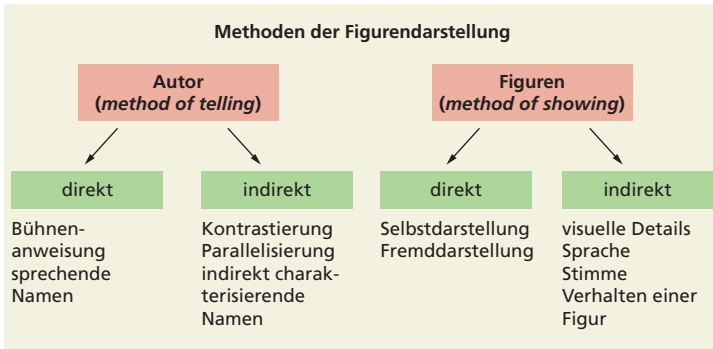 Methoden der Figurendarstellung
Autor
(method of telling)
Figuren
(method of showing)
direkt
indirekt
direkt
indirekt
Bühnen-
anweisung
sprechende
Namen
Kontrastierung
Parallelisierung
indirekt charak-
terisierende
Namen
Selbstdarstellung
Fremddarstellung
visuelle Details
Sprache
Stimme
Verhalten einer
Figur